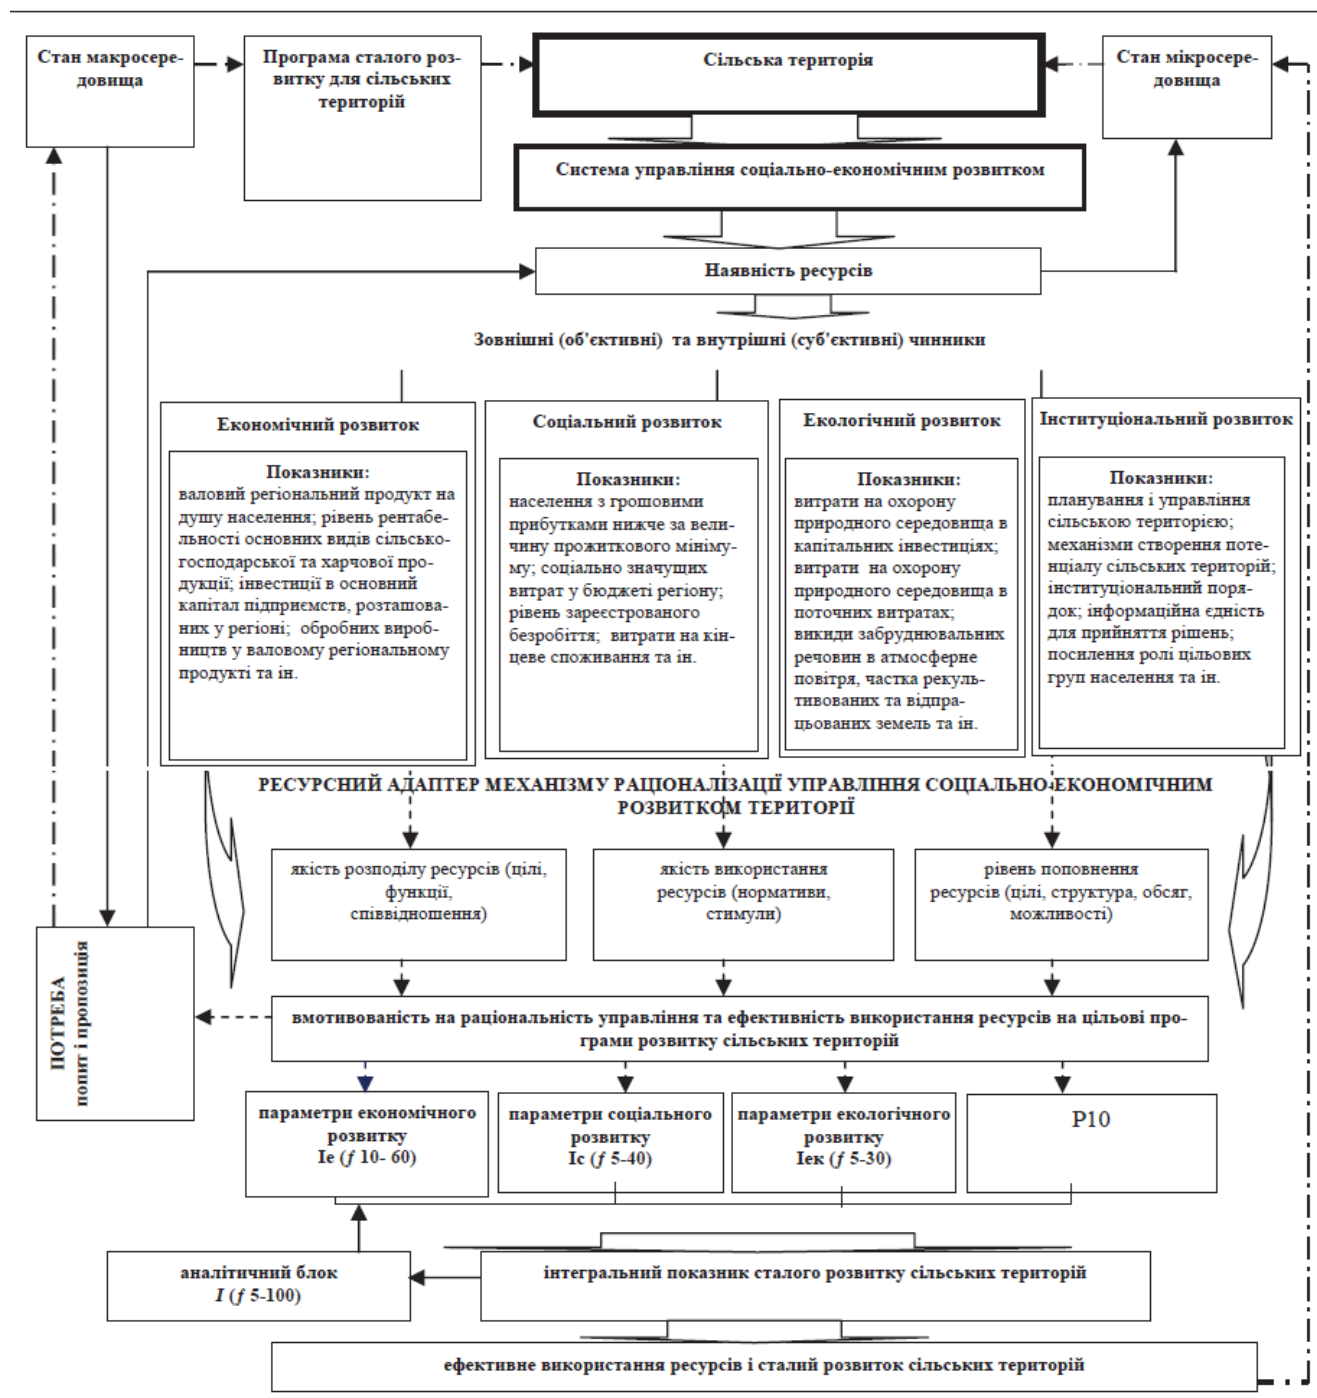 Стан макросере-
довища
Програма сталого роз-
витку для сільських
територій
Сільська територія
Стан мікросере-
довища
Система управління соціально-економічним розвитком
Наявність ресурсів
Зовнішні (об'єктивні) та внутрішні (суб'єктивні) чинники
Економічний розвиток
Показники:
валовий регіональний продукт на
душу населення; рівень рентабе-
льності основних видів сільсько-
господарської та харчової про-
дукції; інвестиції в основний
капітал підприємств, розташова-
них у регіоні; обробних вироб-
ництв у валовому регіональному
продукті та ін.
Соціальний розвиток
Показники:
населення з грошовими
прибутками нижче за вели-
чину прожиткового мініму-
му; соціально значущих
витрат у бюджеті регіону;
рівень зареєстрованого
безробіття; витрати на кін-
цеве споживання та ін.
Екологічний розвиток
Показники:
витрати на охорону
природного середовища в
капітальних інвестиціях;
витрати на охорону
природного середовища в
поточних витратах;
викиди забруднювальних
речовин в атмосферне
повітря, частка рекуль-
тивованих та відпра-
цьованих земель та ін.
Інституціональний розвиток
Показники:
планування і управління
сільською територією;
механізми створення поте-
нціалу сільських територій;
інституціональний поря-
док; інформаційна єдність
для прийняття рішень;
посилення ролі цільових
груп населення та ін.
РЕСУРСНИЙ АДАПТЕР МЕХАНІЗМУ РАЦІОНАЛІЗАЦІЇ УПРАВЛІННЯ СОЦІАЛЬНО-ЕКОНОМІЧНИМ
РОЗВИТКОМ ТЕРИТОРІЇ
якість розподілу ресурсів (цілі,
функції,
співвідношення)
якість використання
ресурсів (нормативи,
стимули)
рівень поповнення
ресурсів (цілі, структура, обсяг,
можливості)
ПОТРЕБА
попит і пропозиція
вмотивованість на раціональність управління та ефективність використання ресурсів на цільові про-
грами розвитку сільських територій
параметри економічного
розвитку
Іе (ƒ 10- 60)
параметри соціального
розвитку
Іс (ƒ 5-40)
параметри екологічного
розвитку
Іек (ƒ 5-30)
Р10
аналітичний блок
І (ƒ 5-100)
інтегральний показник сталого розвитку сільських територій
ефективне використання ресурсів і сталий розвиток сільських територій